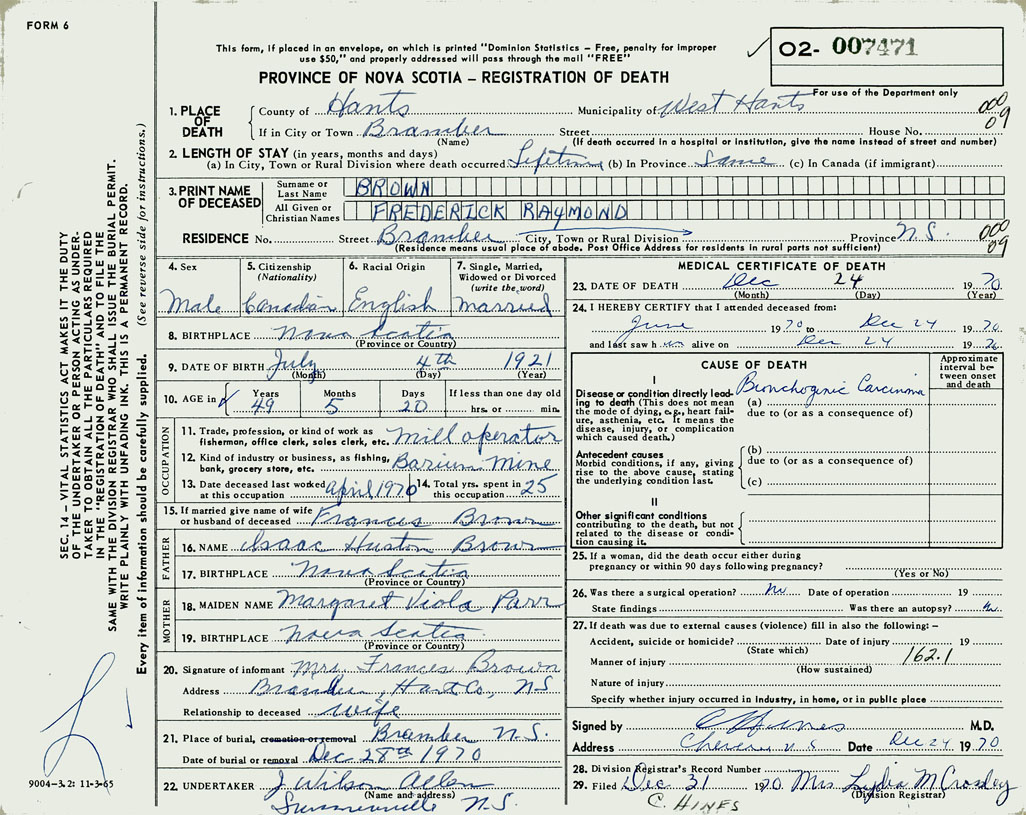 FORM 6
This form, if placed in an envelope, on which is printed "Dominion Statistics – Free, penalty for improper
use $50," and properly addressed will pass through the mail "FREE"
PROVINCE OF NOVA SCOTIA – REGISTRATION OF DEATH
02- 007471
For use of the Department only
1. PLACE OF DEATH
County of Hants Municipality of West Hants
000
09
If in City or Town Bramber Street House No.
(Name) (If death occurred in a hospital or institution, give the name instead of street and number)
2. LENGTH OF STAY (in years, months and days)
(a) In City, Town or Rural Division where death occurred Lifetime (b) In Province Same (c) In Canada (if immigrant)
3. PRINT NAME OF DECEASED
Surname or Last Name BROWN
All Given or Christian Names FREDERICK RAYMOND
RESIDENCE No. Street Bramber City, Town or Rural Division Province N.S.
000
09
(Residence means usual place of abode. Post Office Address for residents in rural parts not sufficient)
4. Sex Male
5. Citizenship (Nationality) Canadian
6. Racial Origin English
7. Single, Married, Widowed or Divorced (write the word) married
8. BIRTHPLACE Nova Scotia
(Province or Country)
9. DATE OF BIRTH July 4th 1921
(Month) (Day) (Year)
10. AGE in Years 49 Months 5 Days 20 If less than one day old hrs. or min.
OCCUPATION
11. Trade, profession, or kind of work as
fisherman, office clerk, sales clerk, etc. Mill operator
12. Kind of industry or business, as fishing,
bank, grocery store, etc. Barium Mine
13. Date deceased last worked at this occupation April 1970
14. Total yrs. spent in this occupation 25
15. If married give name of wife
or husband of deceased Frances Brown
FATHER
16. NAME Isaac Huston Brown
17. BIRTHPLACE Nova Scotia
(Province or Country)
MOTHER
18. MAIDEN NAME Margaret Viola Parr
19. BIRTHPLACE Nova Scotia
(Province or Country)
20. Signature of informant Mrs. Frances Brown
Address Bramber, Hants Co., N.S
Relationship to deceased wife
21. Place of burial, cremation or removal Bramber N.S.
Date of burial or removal Dec 28th 1970
22. UNDERTAKER J. Wilson Allen
(Name and address)
Summerville N.S.
MEDICAL CERTIFICATE OF DEATH
23. DATE OF DEATH Dec 24 1970
(Month) (Day) (Year)
24. I HEREBY CERTIFY that I attended deceased from:
June 1970 to Dec 24 1970
and last saw him alive on Dec 24 1970
CAUSE OF DEATH
Approximate interval between onset and death
I
Disease or condition directly leading to death (This does not mean the mode of dying, e.g., heart failure, asthenia, etc. It means the disease, injury, or complication which caused death.)
(a) Bronchogenic Carcinoma
due to (or as a consequence of)
Antecedent causes
Morbid conditions, if any, giving rise to the above cause, stating the underlying condition last.
(b)
due to (or as a consequence of)
(c)
II
Other significant conditions
contributing to the death, but not related to the disease or condition causing it.
25. If a woman, did the death occur either during
pregnancy or within 90 days following pregnancy?
(Yes or No)
26. Was there a surgical operation? No Date of operation 19
State findings Was there an autopsy? No
27. If death was due to external causes (violence) fill in also the following: –
Accident, suicide or homicide? Date of injury 19
(State which)
Manner of injury 162.1
(How sustained)
Nature of injury
Specify whether injury occurred in industry, in home, or in public place
Signed by C Hines M.D.
Address Cheverie N.S Date Dec 24 1970
28. Division Registrar's Record Number
29. Filed Dec 31 1970 Mrs Lydia M Crossley
(Division Registrar)
C. HINES
SEC. 14 – VITAL STATISTICS ACT MAKES IT THE DUTY
OF THE UNDERTAKER OR PERSON ACTING AS UNDER-
TAKER TO OBTAIN ALL THE PARTICULARS REQUIRED
IN THE "REGISTRATION OF DEATH" AND TO FILE THE
SAME WITH THE DIVISION REGISTRAR WHO SHALL ISSUE THE BURIAL PERMIT.
WRITE PLAINLY WITH UNFADING INK. THIS IS A PERMANENT RECORD.
Every item of information should be carefully supplied. (See reverse side for instructions.)
9004-3.2: 11-3-65